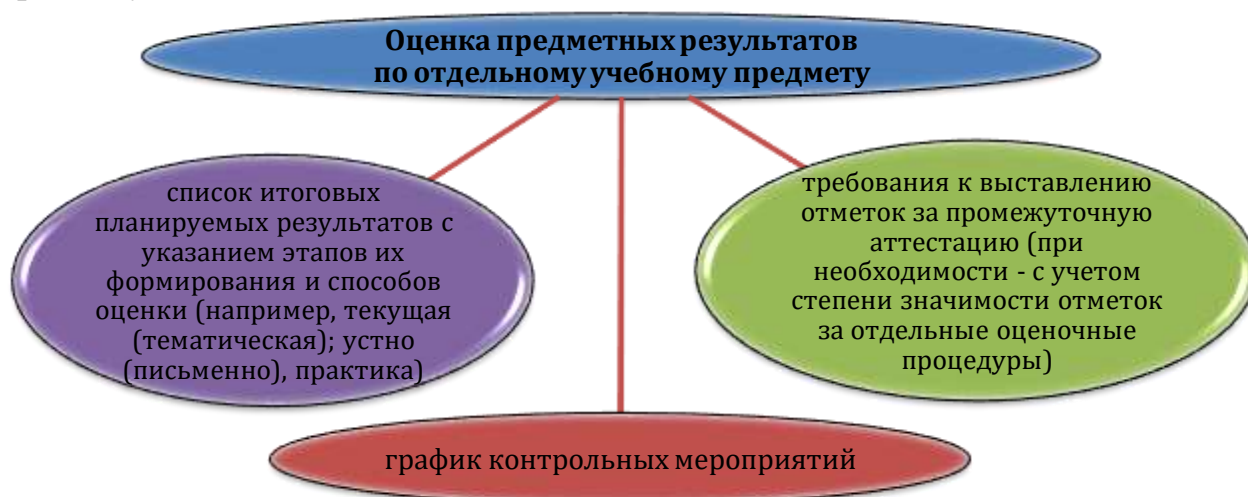 Оценка предметных результатов
по отдельному учебному предмету
список итоговых
планируемых результатов с
указанием этапов их
формирования и способов
оценки (например, текущая
(тематическая); устно
(письменно), практика)
требования к выставлению
отметок за промежуточную
аттестацию (при
необходимости - с учетом
степени значимости отметок
за отдельные оценочные
процедуры)
график контрольных мероприятий